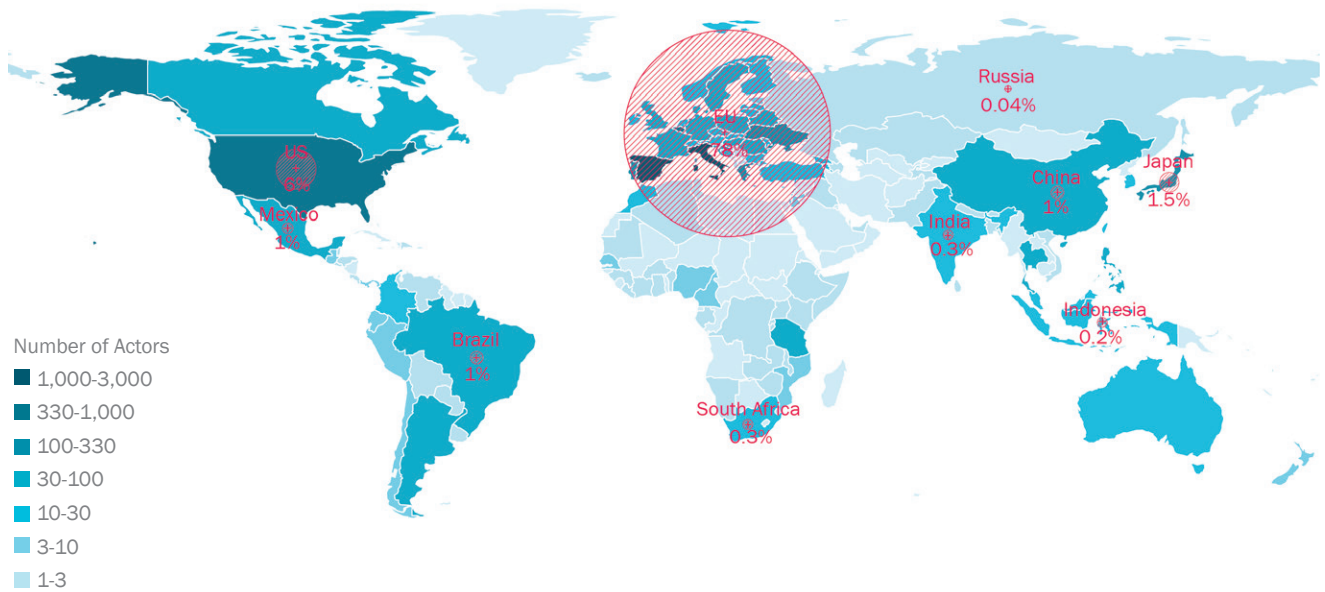 Russia
0.04%
EU
78%
US
6%
Japan
1.5%
China
1%
Mexico
1%
India
0.3%
Indonesia
0.2%
Brazil
1%
South Africa
0.3%
Number of Actors
1,000-3,000
330-1,000
100-330
30-100
10-30
3-10
1-3